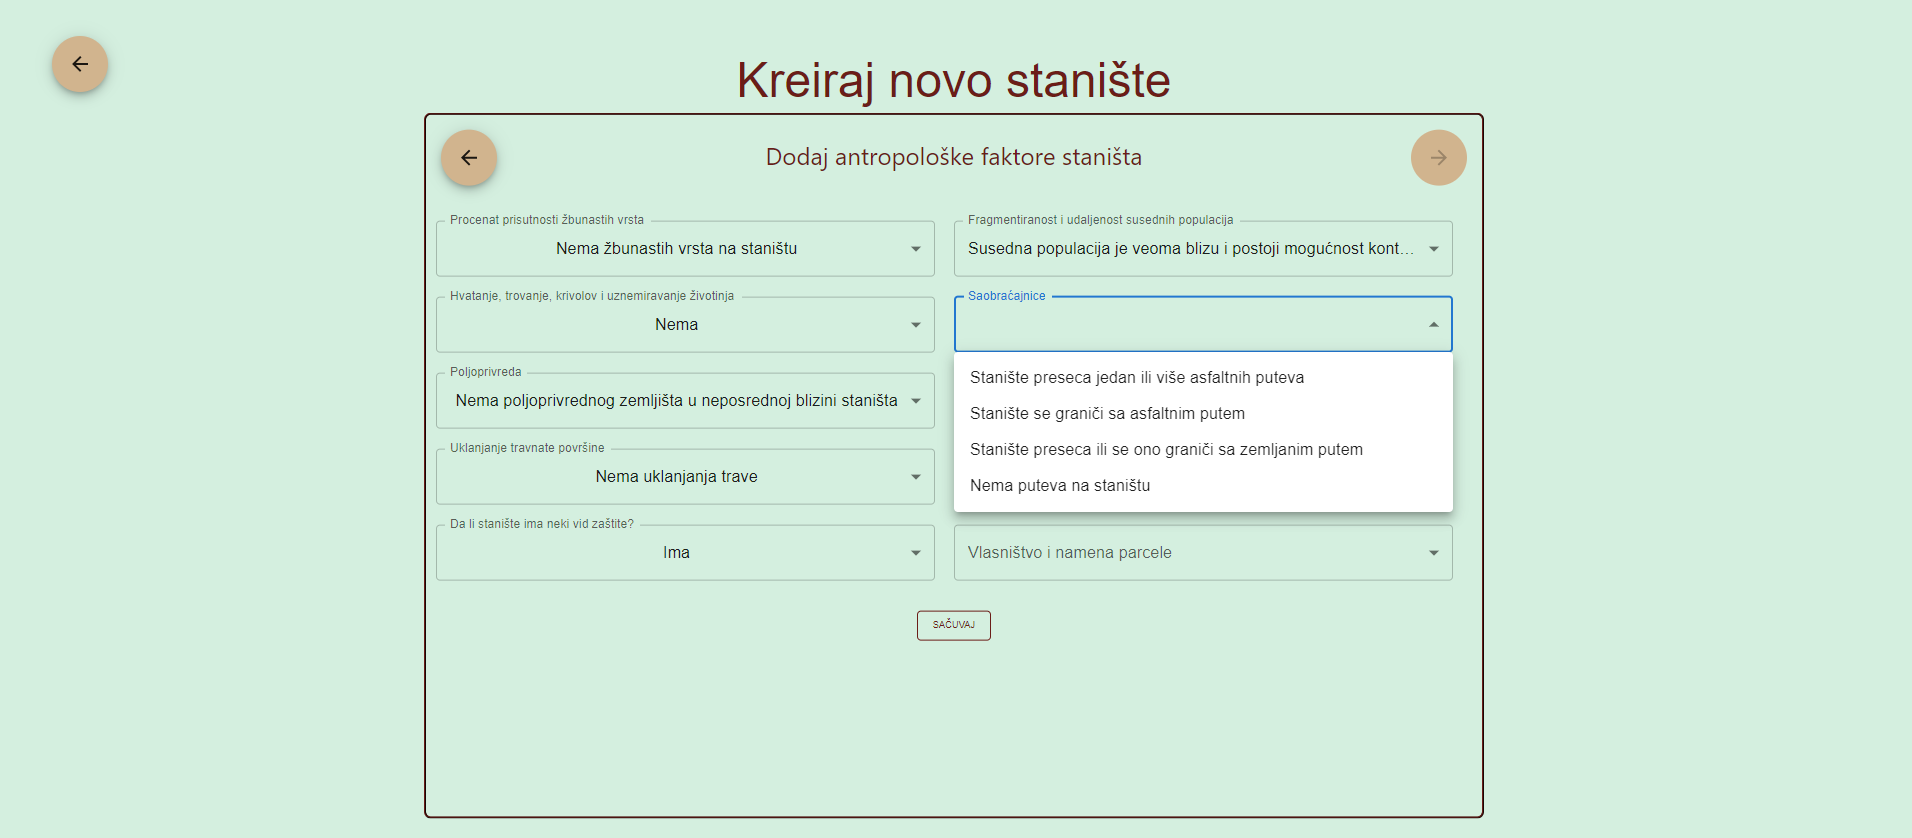 Kreiraj novo stanište
Dodaj antropološke faktore staništa
Procenat prisutnosti žbunastih vrsta
Nema žbunastih vrsta na staništu
Fragmentiranost i udaljenost susednih populacija
Susedna populacija je veoma blizu i postoji mogućnost kont...
Hvatanje, trovanje, krivolov i uznemiravanje životinja
Nema
Saobraćajnice
Stanište preseca jedan ili više asfaltnih puteva
Stanište se graniči sa asfaltnim putem
Stanište preseca ili se ono graniči sa zemljanim putem
Nema puteva na staništu
Poljoprivreda
Nema poljoprivrednog zemljišta u neposrednoj blizini staništa
Uklanjanje travnate površine
Nema uklanjanja trave
Da li stanište ima neki vid zaštite?
Ima
Vlasništvo i namena parcele
SAČUVAJ